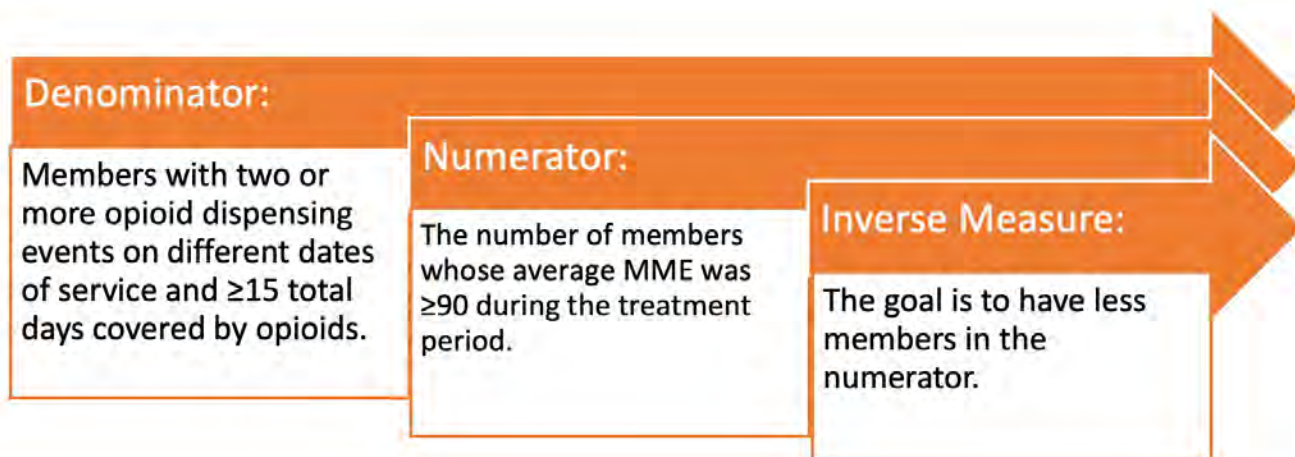 Denominator:
Members with two or
more opioid dispensing
events on different dates
of service and ≥15 total
days covered by opioids.
Numerator:
The number of members
whose average MME was
≥90 during the treatment
period.
Inverse Measure:
The goal is to have less
members in the
numerator.